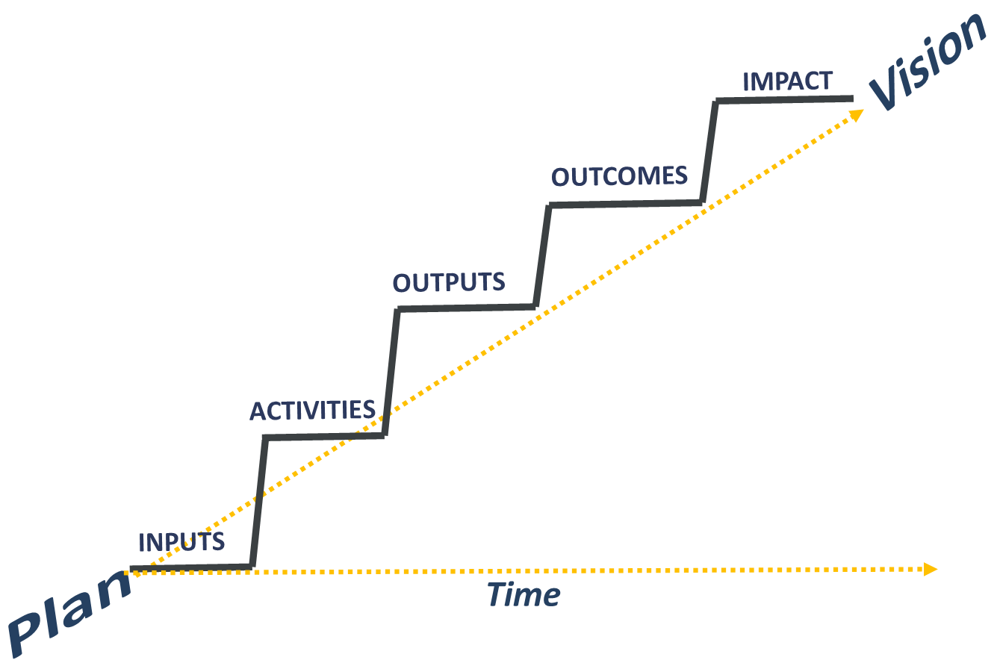 Vision
IMPACT
OUTCOMES
OUTPUTS
ACTIVITIES
INPUTS
Plan
Time